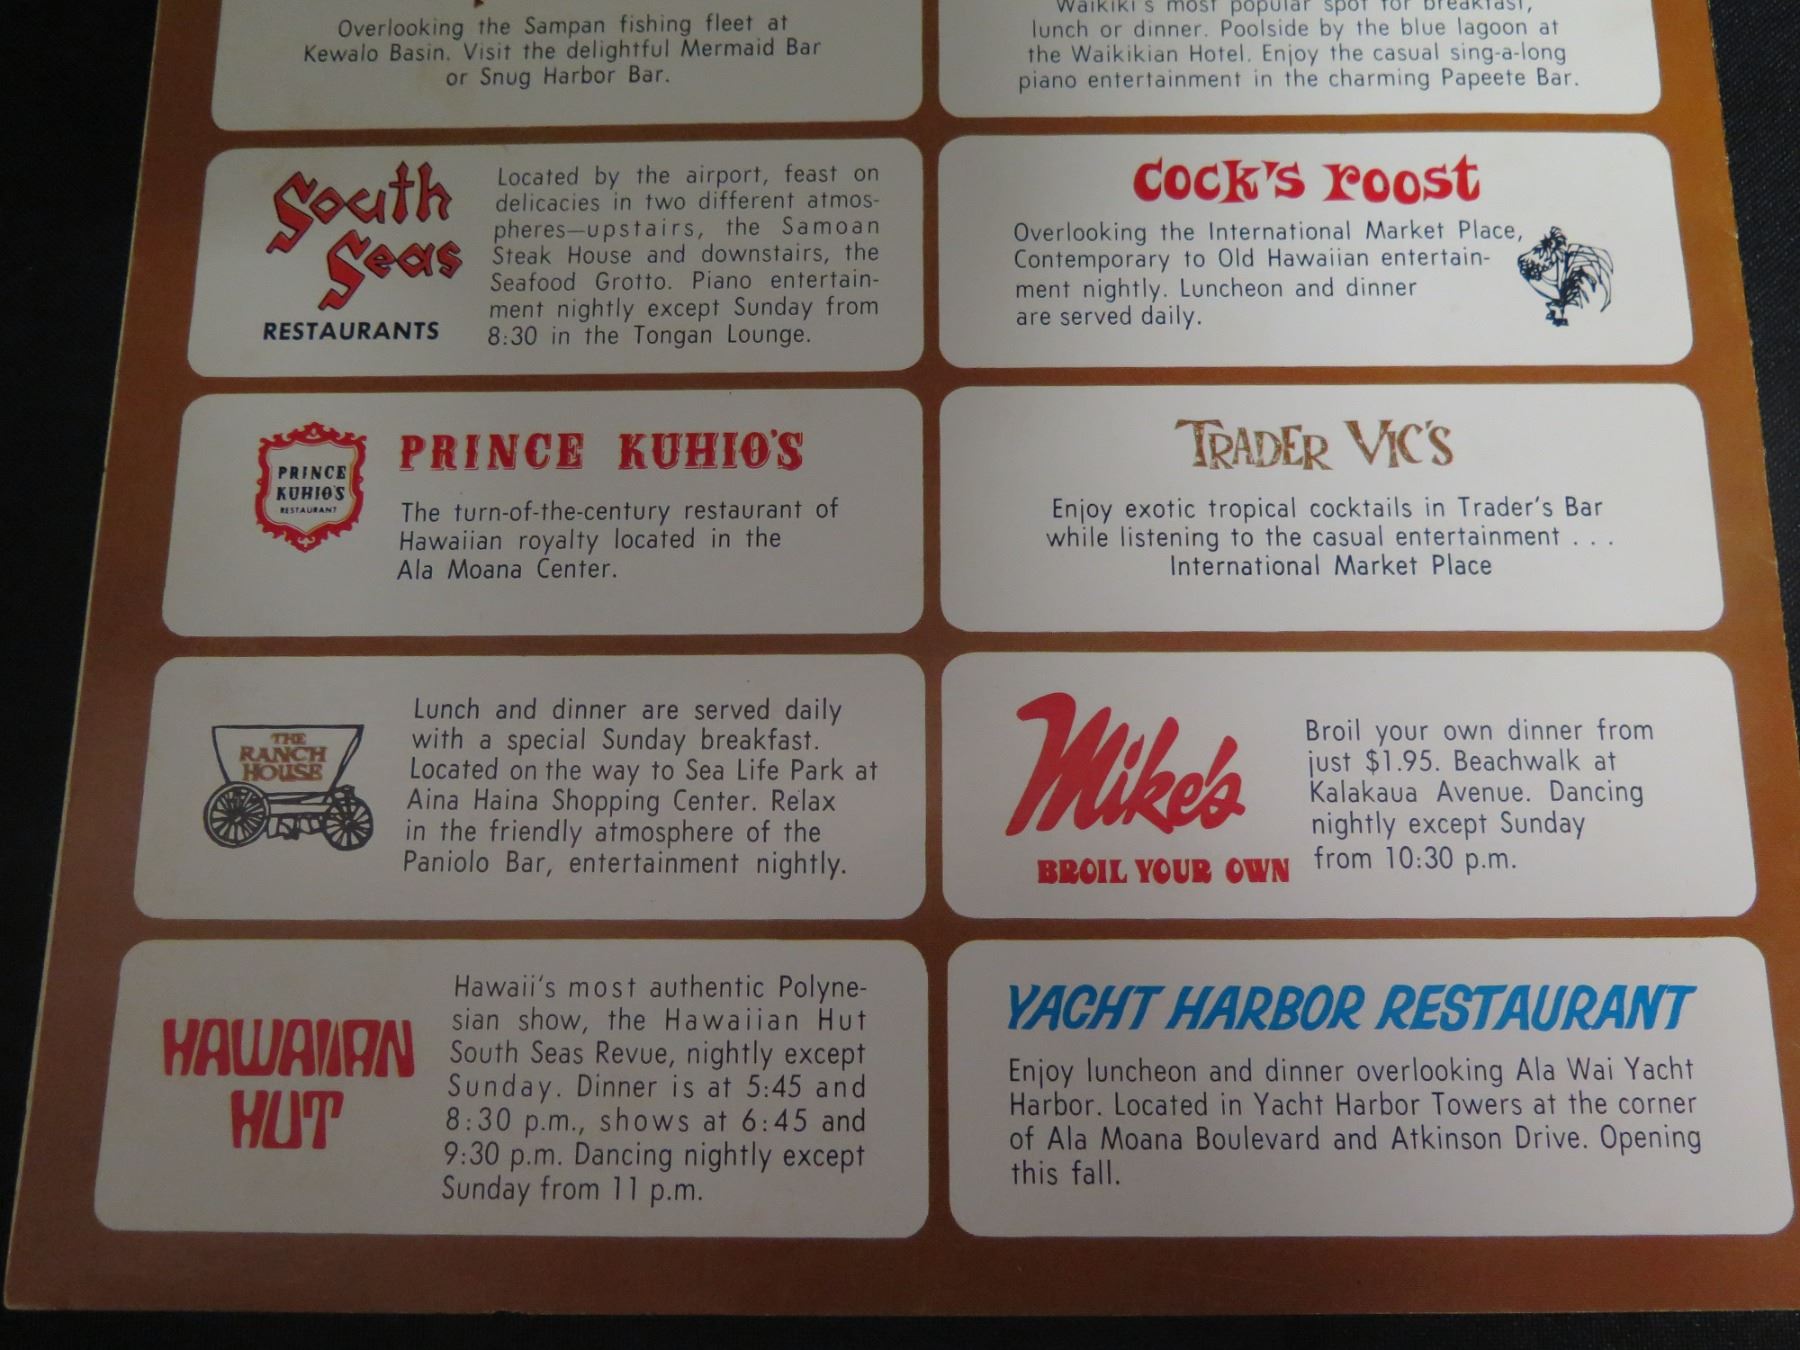 Overlooking the Sampan fishing fleet at
Kewalo Basin. Visit the delightful Mermaid Bar
or Snug Harbor Bar.
Waikiki's most popular spot for breakfast,
lunch or dinner. Poolside by the blue lagoon at
the Waikikian Hotel. Enjoy the casual sing-a-long
piano entertainment in the charming Papeete Bar.
South
Seas
RESTAURANTS
Located by the airport, feast on
delicacies in two different atmos-
pheres—upstairs, the Samoan
Steak House and downstairs, the
Seafood Grotto. Piano entertain-
ment nightly except Sunday from
8:30 in the Tongan Lounge.
Cock's roost
Overlooking the International Market Place,
Contemporary to Old Hawaiian entertain-
ment nightly. Luncheon and dinner
are served daily.
PRINCE
KUHIO'S
RESTAURANT
PRINCE KUHIO'S
The turn-of-the-century restaurant of
Hawaiian royalty located in the
Ala Moana Center.
TRADER VIC'S
Enjoy exotic tropical cocktails in Trader's Bar
while listening to the casual entertainment . . .
International Market Place
THE
RANCH
HOUSE
Lunch and dinner are served daily
with a special Sunday breakfast.
Located on the way to Sea Life Park at
Aina Haina Shopping Center. Relax
in the friendly atmosphere of the
Paniolo Bar, entertainment nightly.
Mike's
BROIL YOUR OWN
Broil your own dinner from
just $1.95. Beachwalk at
Kalakaua Avenue. Dancing
nightly except Sunday
from 10:30 p.m.
HAWAIIAN
HUT
Hawaii's most authentic Polyne-
sian show, the Hawaiian Hut
South Seas Revue, nightly except
Sunday. Dinner is at 5:45 and
8:30 p.m., shows at 6:45 and
9:30 p.m. Dancing nightly except
Sunday from 11 p.m.
YACHT HARBOR RESTAURANT
Enjoy luncheon and dinner overlooking Ala Wai Yacht
Harbor. Located in Yacht Harbor Towers at the corner
of Ala Moana Boulevard and Atkinson Drive. Opening
this fall.